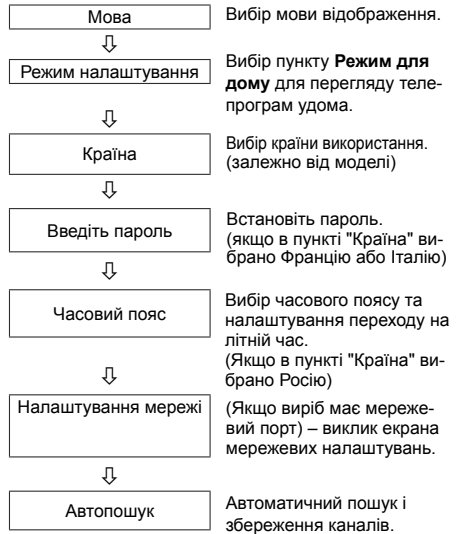 Мова
Вибір мови відображення.
Режим налаштування
Вибір пункту Режим для
дому для перегляду теле-
програм удома.
Країна
Вибір країни використання.
(залежно від моделі)
Введіть пароль
Встановіть пароль.
(якщо в пункті "Країна" ви-
брано Францію або Італію)
Часовий пояс
Вибір часового поясу та
налаштування переходу на
літній час.
(Якщо в пункті "Країна" ви-
брано Росію)
Налаштування мережі
(Якщо виріб має мереже-
вий порт) – виклик екрана
мережевих налаштувань.
Автопошук
Автоматичний пошук і
збереження каналів.